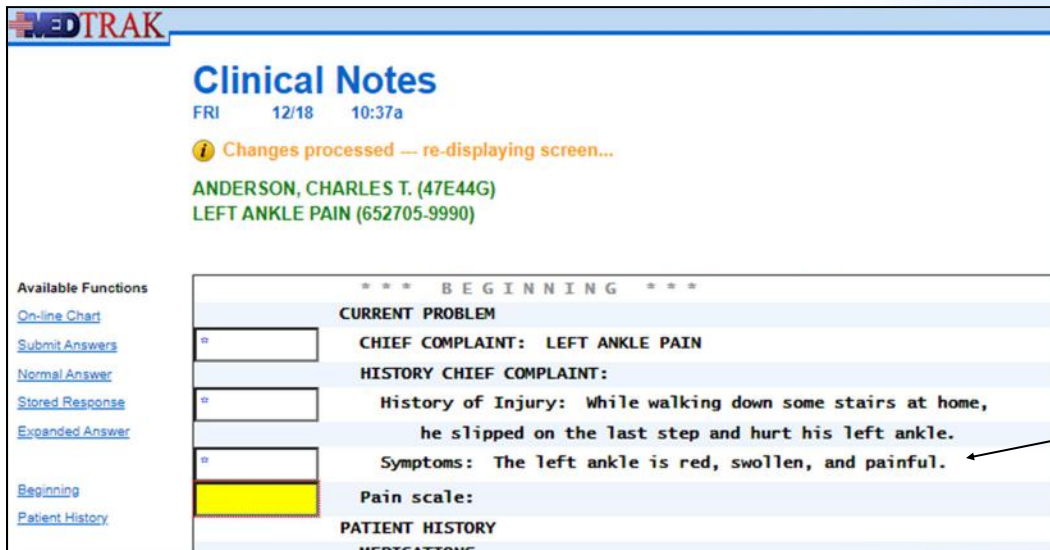 MEDTRAK
Clinical Notes
FRI 12/18 10:37a
Changes processed --- re-displaying screen...
ANDERSON, CHARLES T. (47E44G)
LEFT ANKLE PAIN (652705-9990)
Available Functions
On-line Chart
Submit Answers
Normal Answer
Stored Response
Expanded Answer
Beginning
Patient History
* * * BEGINNING * * *
CURRENT PROBLEM
* CHIEF COMPLAINT: LEFT ANKLE PAIN
HISTORY CHIEF COMPLAINT:
* History of Injury: While walking down some stairs at home,
he slipped on the last step and hurt his left ankle.
* Symptoms: The left ankle is red, swollen, and painful.
Pain scale:
PATIENT HISTORY
MEDICATIONS